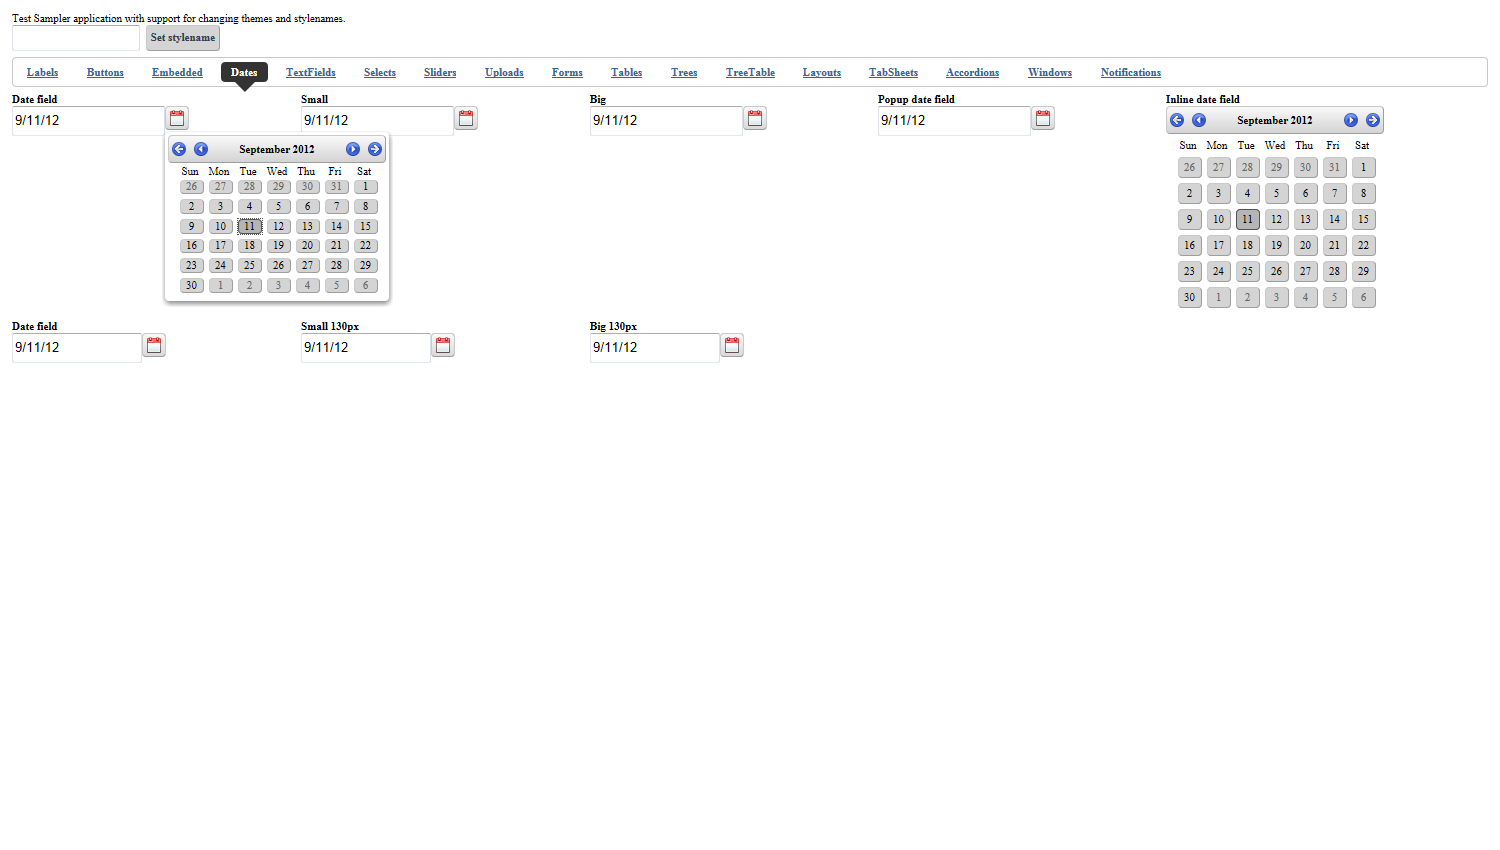 Test Sampler application with support for changing themes and stylenames.
Set stylename
Labels Buttons Embedded Dates TextFields Selects Sliders Uploads Forms Tables Trees TreeTable Layouts TabSheets Accordions Windows Notifications
Date field Small Big Popup date field Inline date field
9/11/12 9/11/12 9/11/12 9/11/12
September 2012
Sun Mon Tue Wed Thu Fri Sat
26 27 28 29 30 31 1
2 3 4 5 6 7 8
9 10 11 12 13 14 15
16 17 18 19 20 21 22
23 24 25 26 27 28 29
30 1 2 3 4 5 6
September 2012
Sun Mon Tue Wed Thu Fri Sat
26 27 28 29 30 31 1
2 3 4 5 6 7 8
9 10 11 12 13 14 15
16 17 18 19 20 21 22
23 24 25 26 27 28 29
30 1 2 3 4 5 6
Date field Small 130px Big 130px
9/11/12 9/11/12 9/11/12